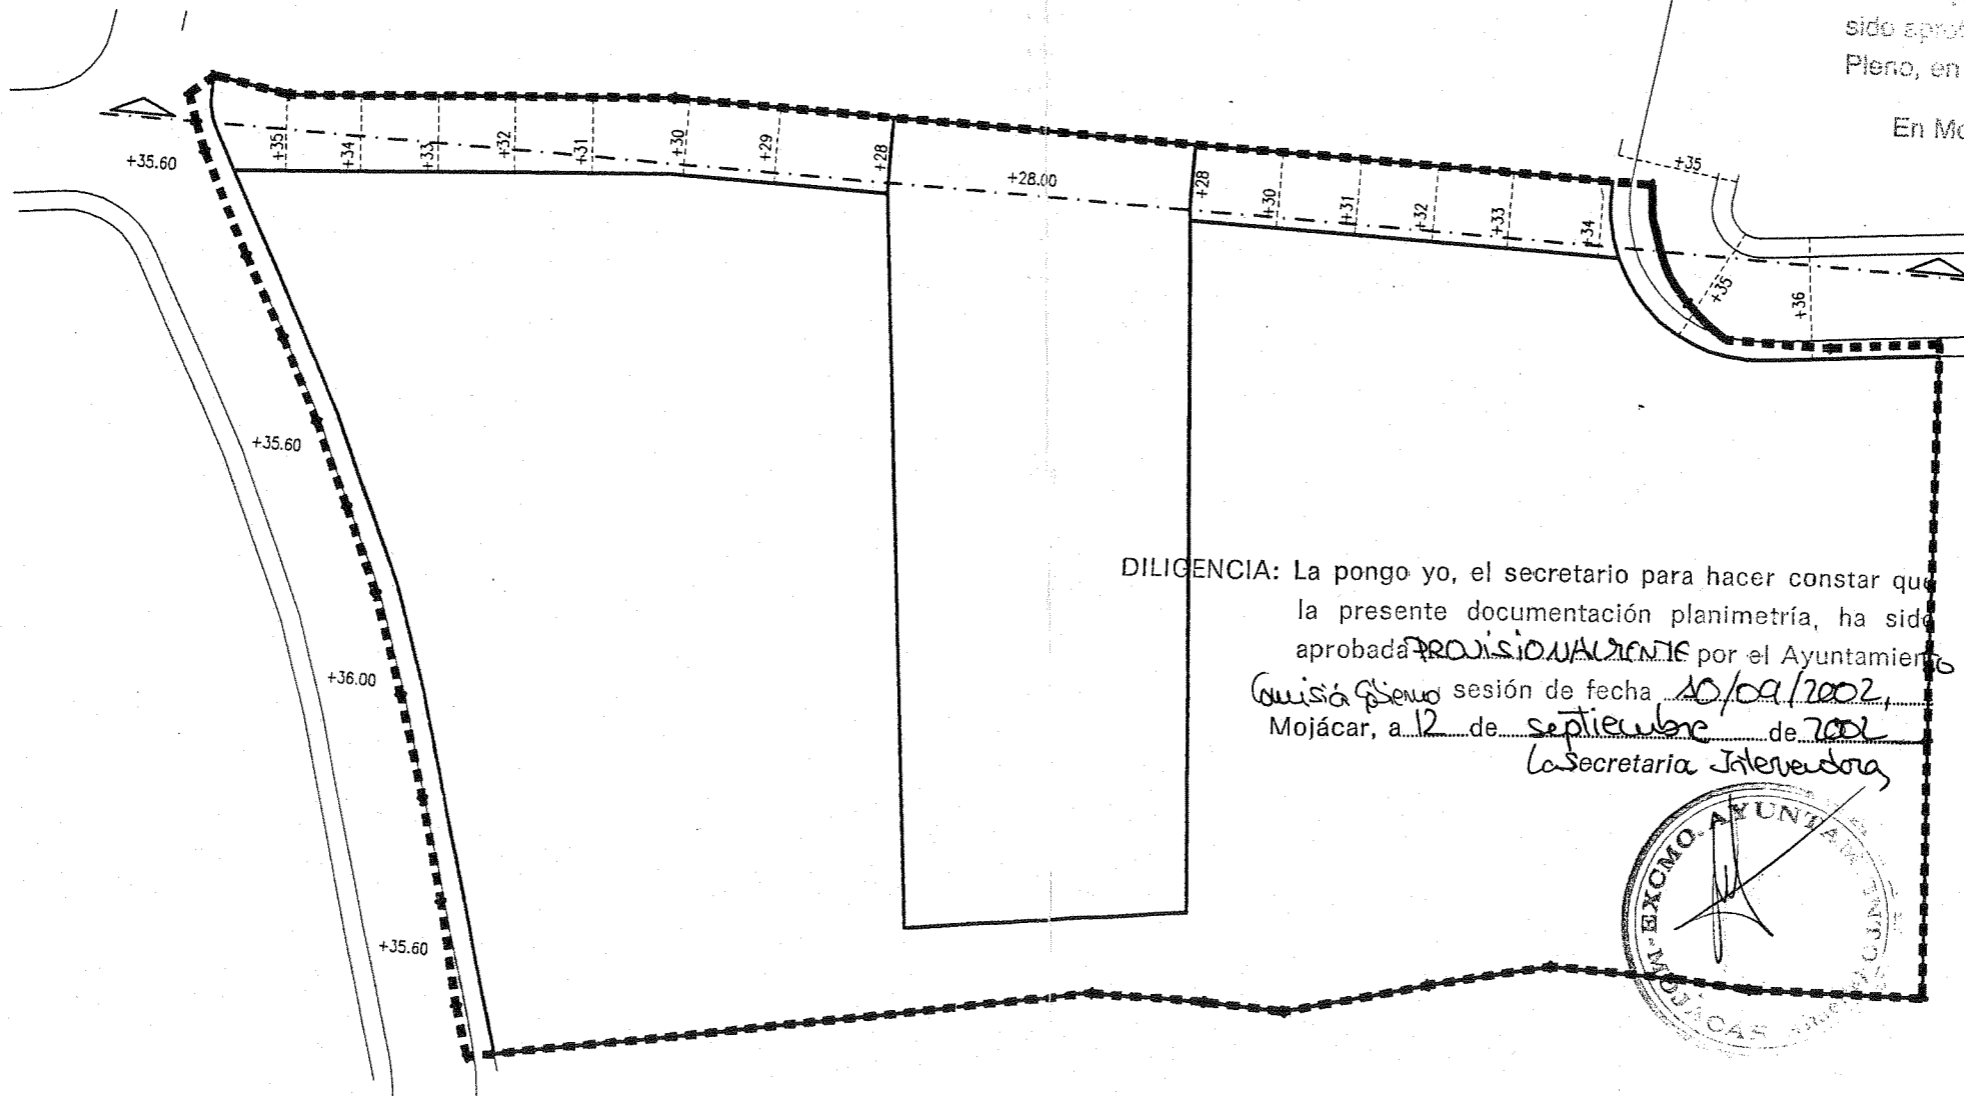 sido
Pleno, en
En Mo
+35.60
+35
+34
+33
+32
+31
+30
+29
+28
+28.00
+28
+30
+31
+32
+33
+34
+35
+35
+36
+35.60
+36.00
+35.60
DILIGENCIA: La pongo yo, el secretario para hacer constar que
la presente documentación planimetría, ha sido
aprobada PROVISIONALMENTE por el Ayuntamiento
Comisión Gobierno sesión de fecha 10/09/2002,
Mojácar, a 12 de septiembre de 2002
La Secretaria Interventora
EXCMO. AYUNTAM